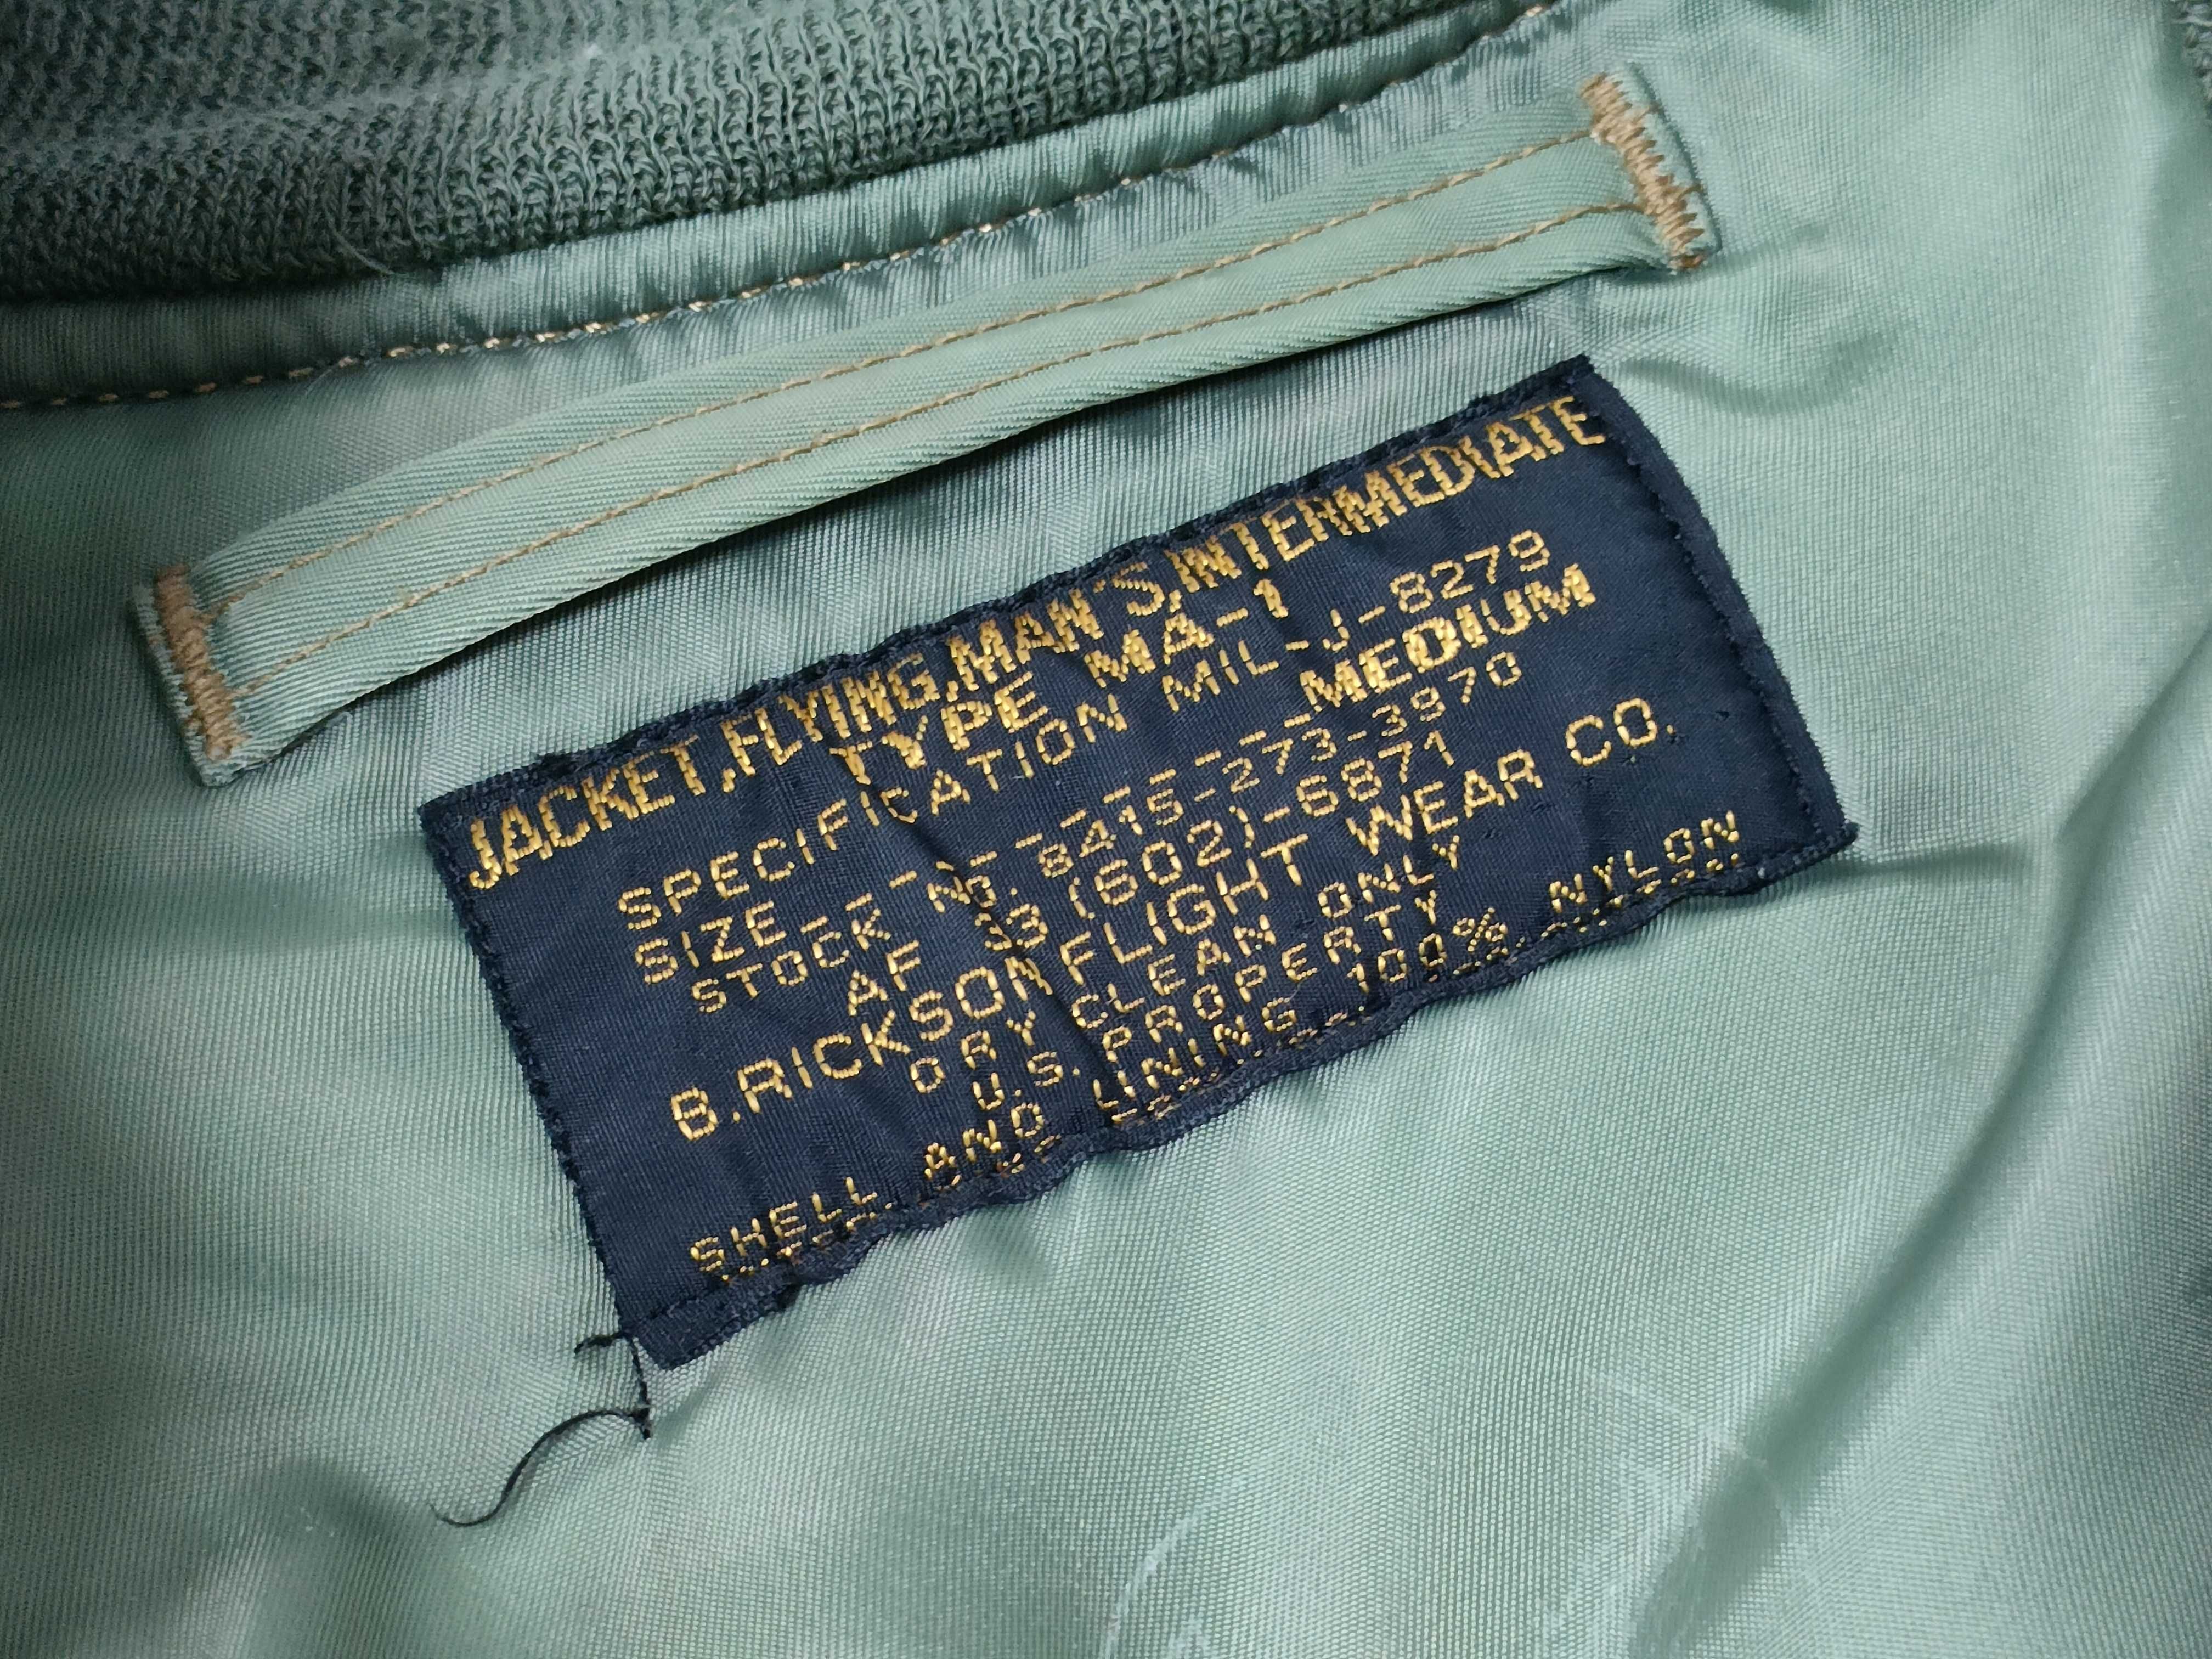 JACKET,FLYING,MAN'S,INTERMEDIATE
TYPE MA-1
SPECIFICATION MIL-J-8279
SIZE-------MEDIUM
STOCK NO. 8415-273-3970
AF 33 (602)-6871
B.RICKSON FLIGHT WEAR CO.
DRY CLEAN ONLY
U.S. PROPERTY
SHELL AND LINING 100% NYLON